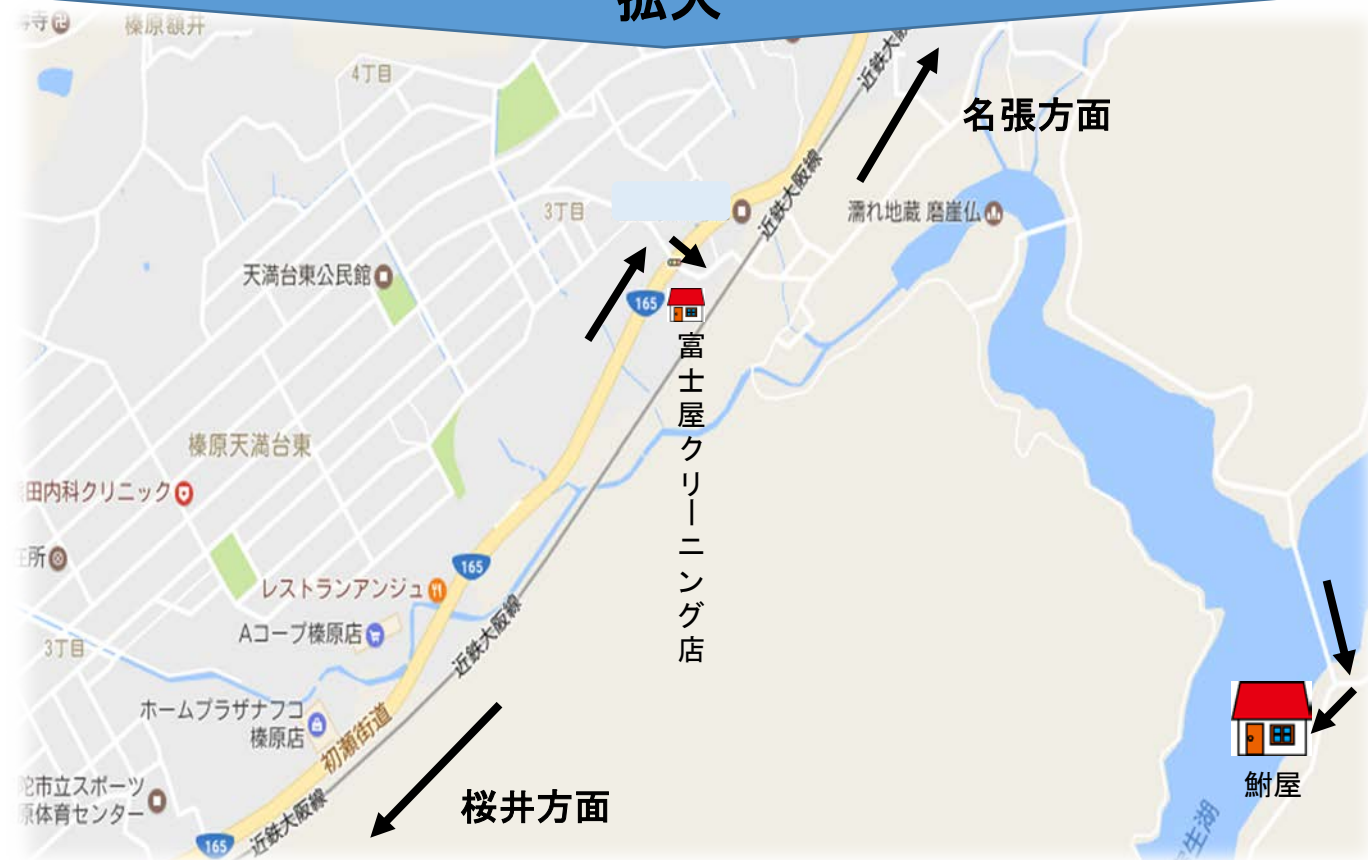 拡大
榛原額井
4丁目
近鉄大阪
名張方面
3丁目
近鉄大阪線
濡れ地蔵 磨崖仏
天満台東公民館
165
富士屋クリーニング店
榛原天満台東
田内科クリニック
165
レストランアンジュ
Aコープ榛原店
近鉄大阪線
3丁目
ホームプラザナフコ
榛原店
初瀬街道
桜井方面
鮒屋
市立スポーツ
原体育センター
165
近鉄大阪線
生湖